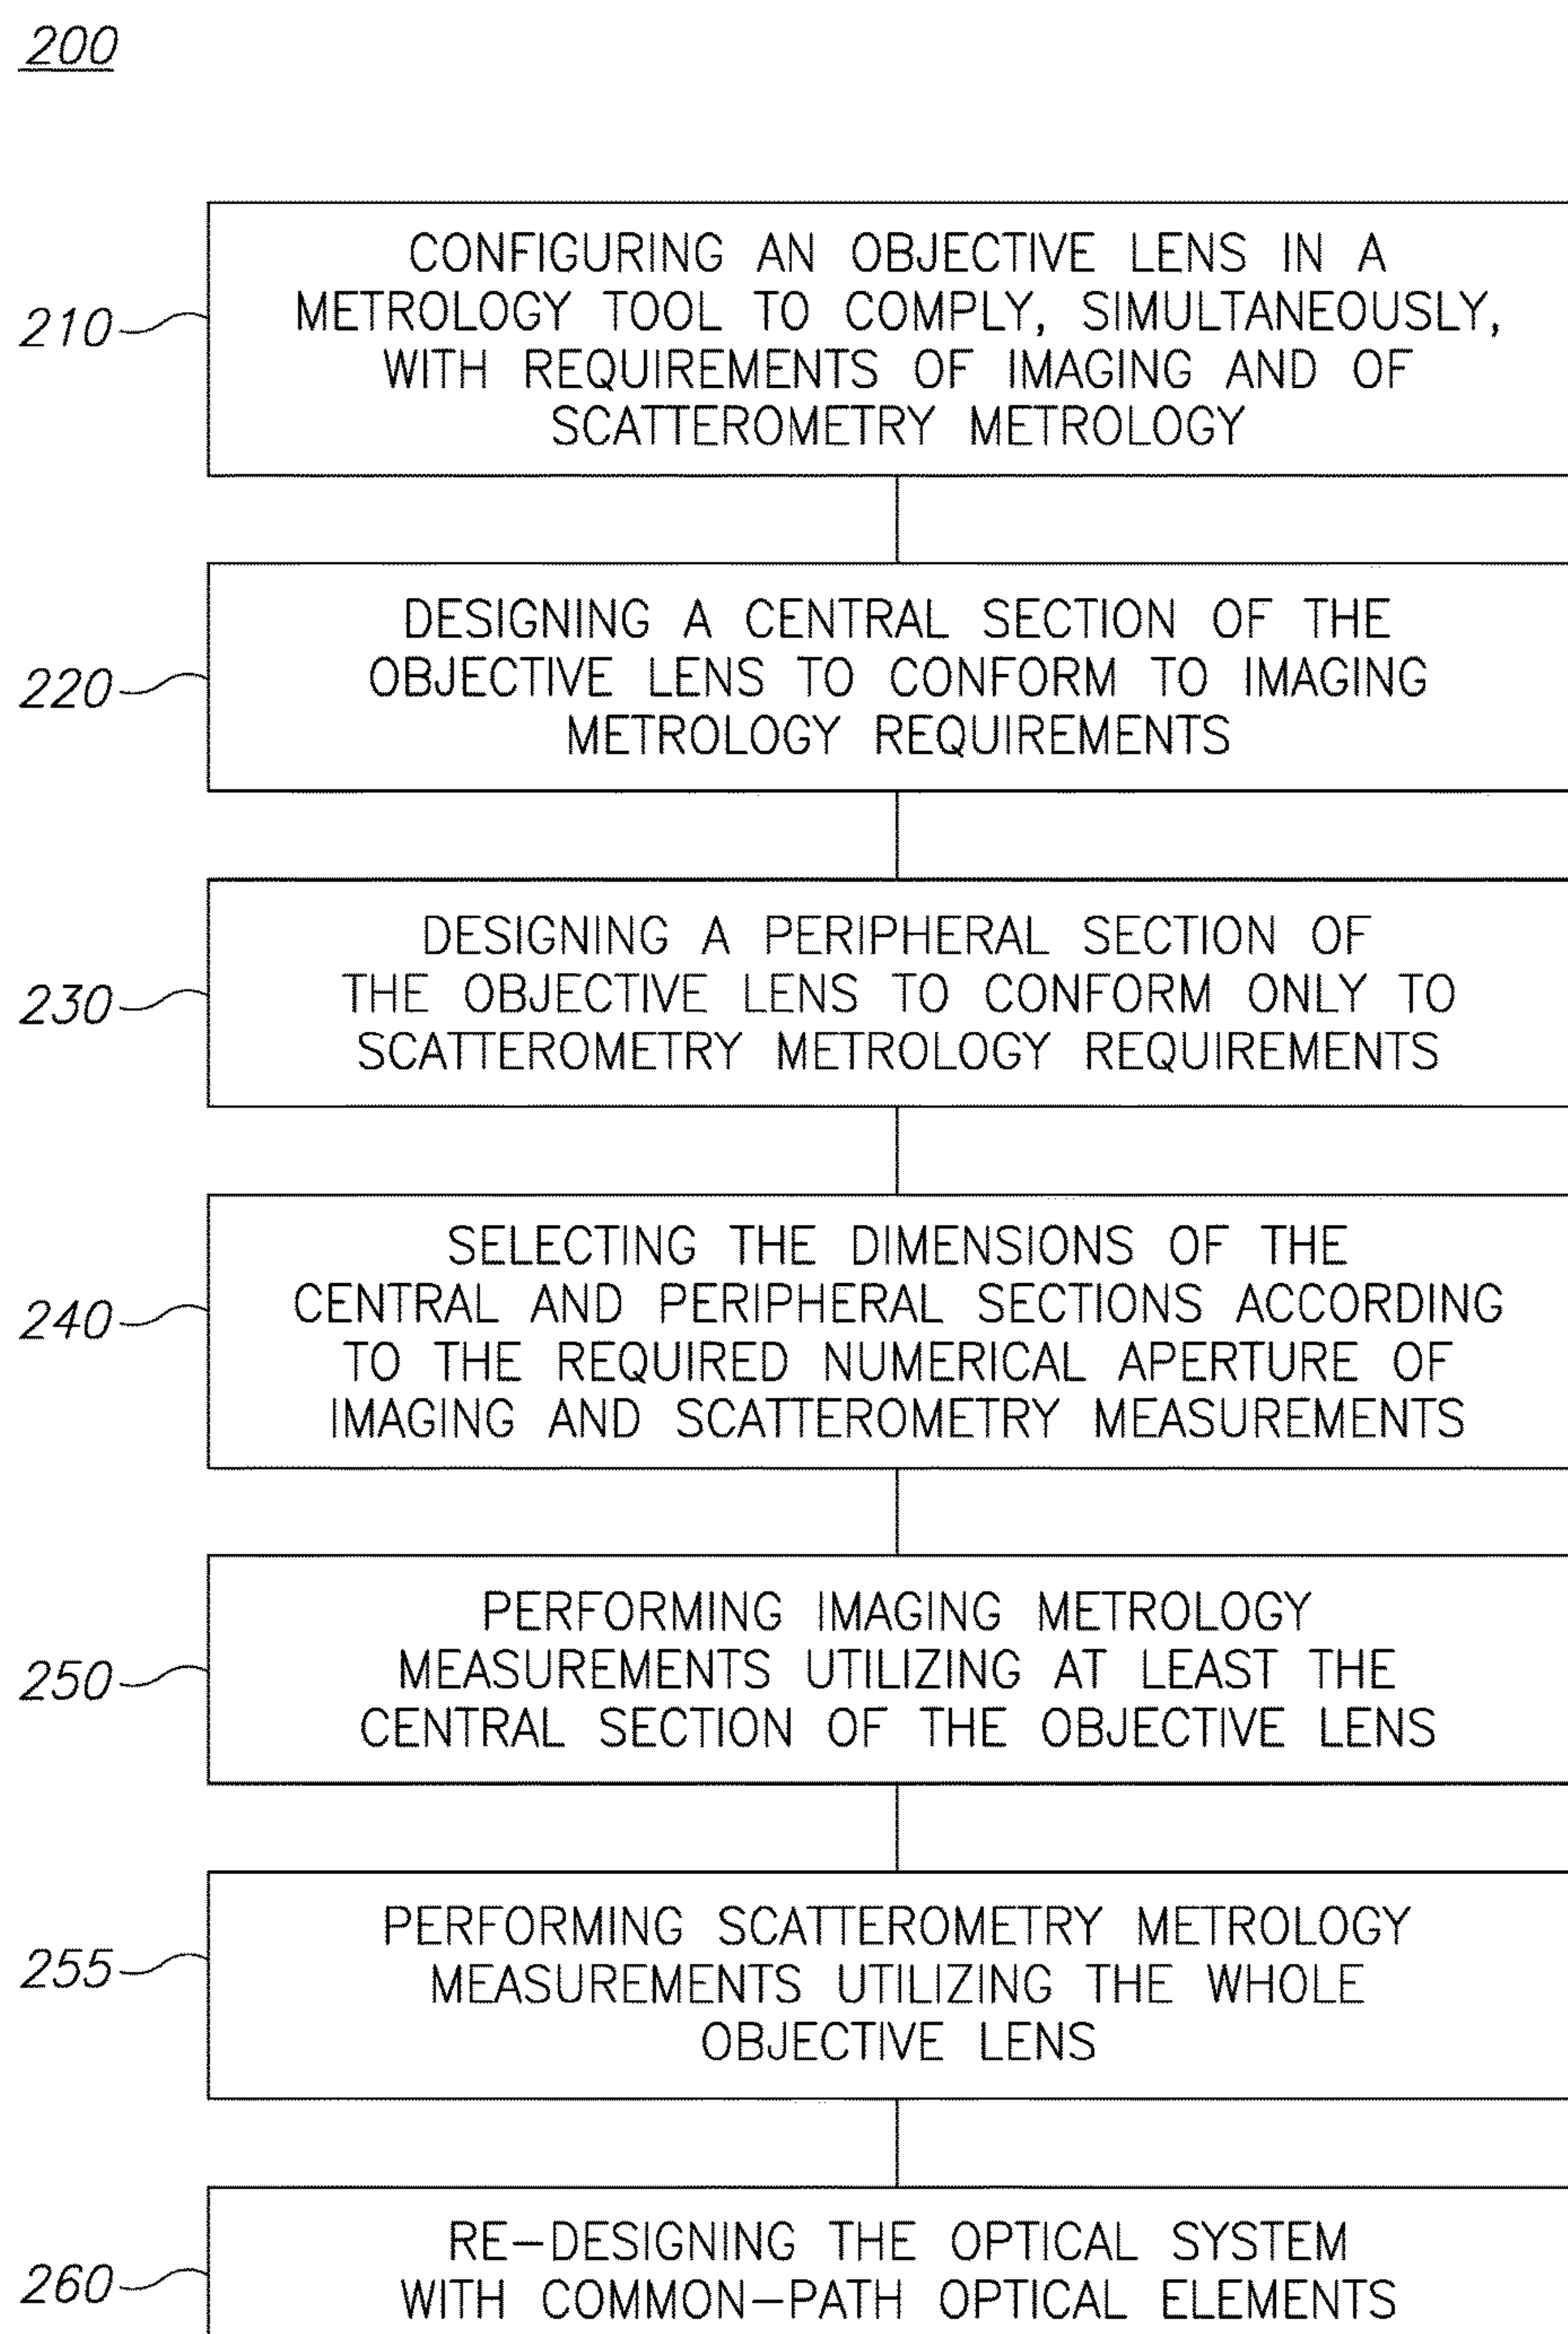 200
210
CONFIGURING AN OBJECTIVE LENS IN A
METROLOGY TOOL TO COMPLY, SIMULTANEOUSLY,
WITH REQUIREMENTS OF IMAGING AND OF
SCATTEROMETRY METROLOGY
220
DESIGNING A CENTRAL SECTION OF THE
OBJECTIVE LENS TO CONFORM TO IMAGING
METROLOGY REQUIREMENTS
230
DESIGNING A PERIPHERAL SECTION OF
THE OBJECTIVE LENS TO CONFORM ONLY TO
SCATTEROMETRY METROLOGY REQUIREMENTS
240
SELECTING THE DIMENSIONS OF THE
CENTRAL AND PERIPHERAL SECTIONS ACCORDING
TO THE REQUIRED NUMERICAL APERTURE OF
IMAGING AND SCATTEROMETRY MEASUREMENTS
250
PERFORMING IMAGING METROLOGY
MEASUREMENTS UTILIZING AT LEAST THE
CENTRAL SECTION OF THE OBJECTIVE LENS
255
PERFORMING SCATTEROMETRY METROLOGY
MEASUREMENTS UTILIZING THE WHOLE
OBJECTIVE LENS
260
RE-DESIGNING THE OPTICAL SYSTEM
WITH COMMON-PATH OPTICAL ELEMENTS